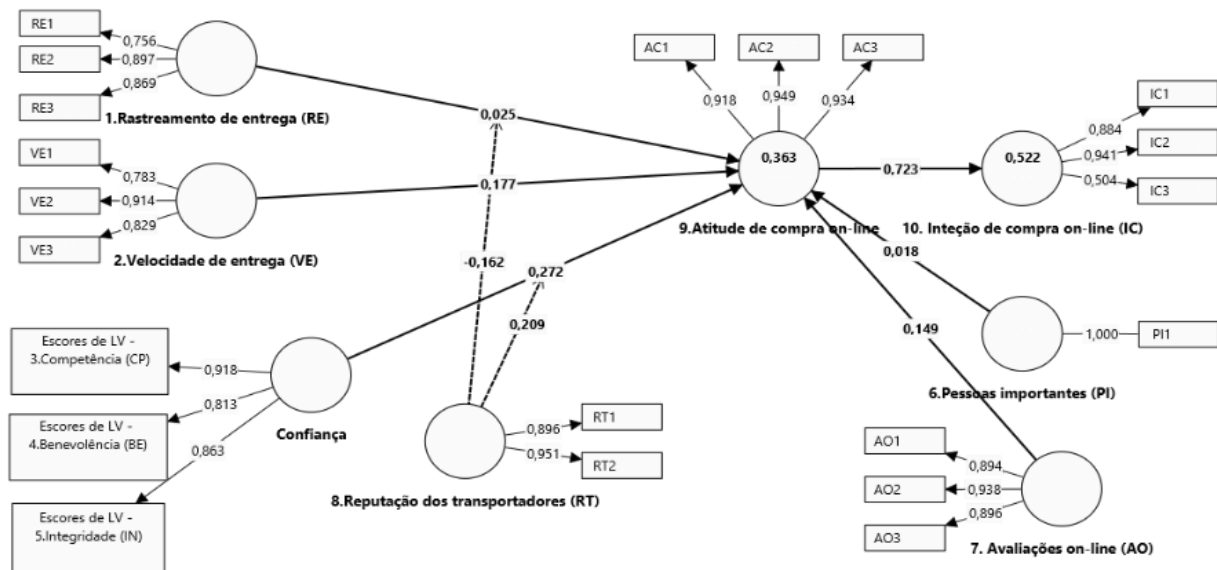 RE1
0,756
RE2
0,897
RE3
0,869
1.Rastreamento de entrega (RE)
VE1
0,783
VE2
0,914
VE3
0,829
2.Velocidade de entrega (VE)
Escores de LV -
3.Competência (CP)
0,918
Escores de LV -
4.Benevolência (BE)
0,813
Escores de LV -
5.Integridade (IN)
0,863
Confiança
0,025
0,177
-0,162
0,272
0,209
8.Reputação dos transportadores (RT)
0,896
RT1
0,951
RT2
AC1
AC2
AC3
0,918
0,949
0,934
0,363
9.Atitude de compra on-line
0,723
0,522
10. Inteção de compra on-line (IC)
IC1
0,884
IC2
0,941
IC3
0,504
0,018
0,149
1,000
PI1
6.Pessoas importantes (PI)
AO1
0,894
AO2
0,938
AO3
0,896
7. Avaliações on-line (AO)